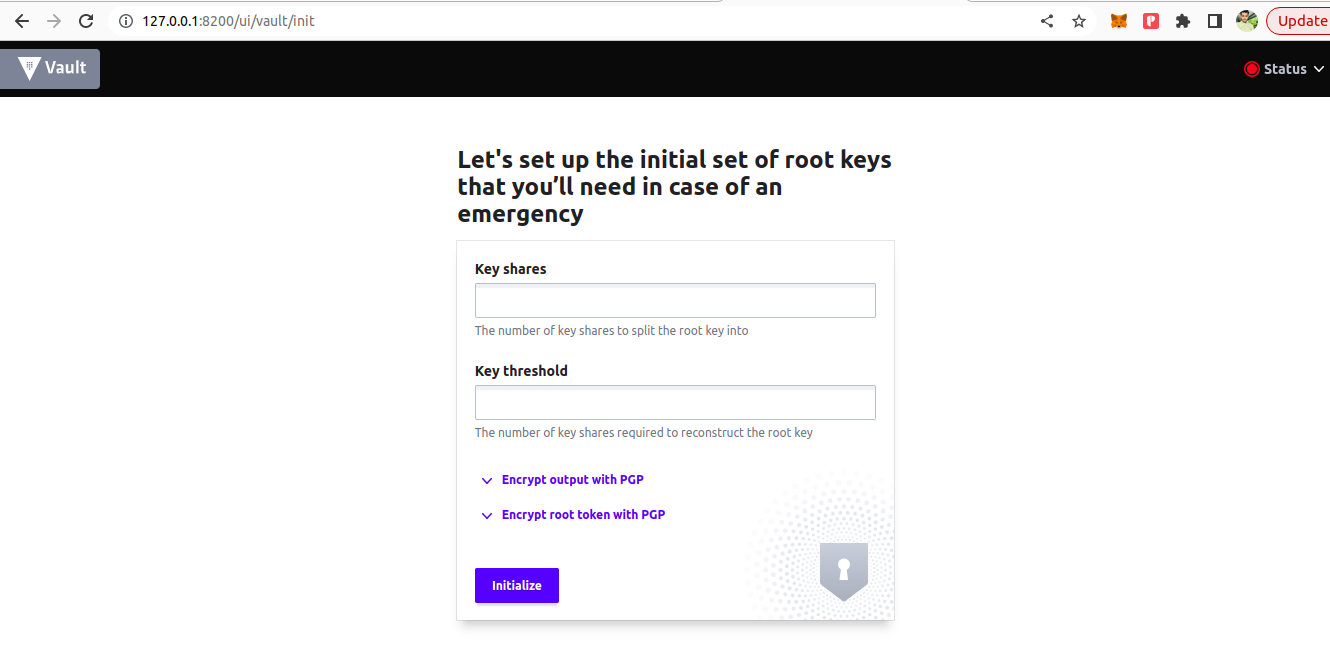 127.0.0.1:8200/ui/vault/init
Update
Vault
Status
Let's set up the initial set of root keys
that you’ll need in case of an
emergency
Key shares
The number of key shares to split the root key into
Key threshold
The number of key shares required to reconstruct the root key
Encrypt output with PGP
Encrypt root token with PGP
Initialize